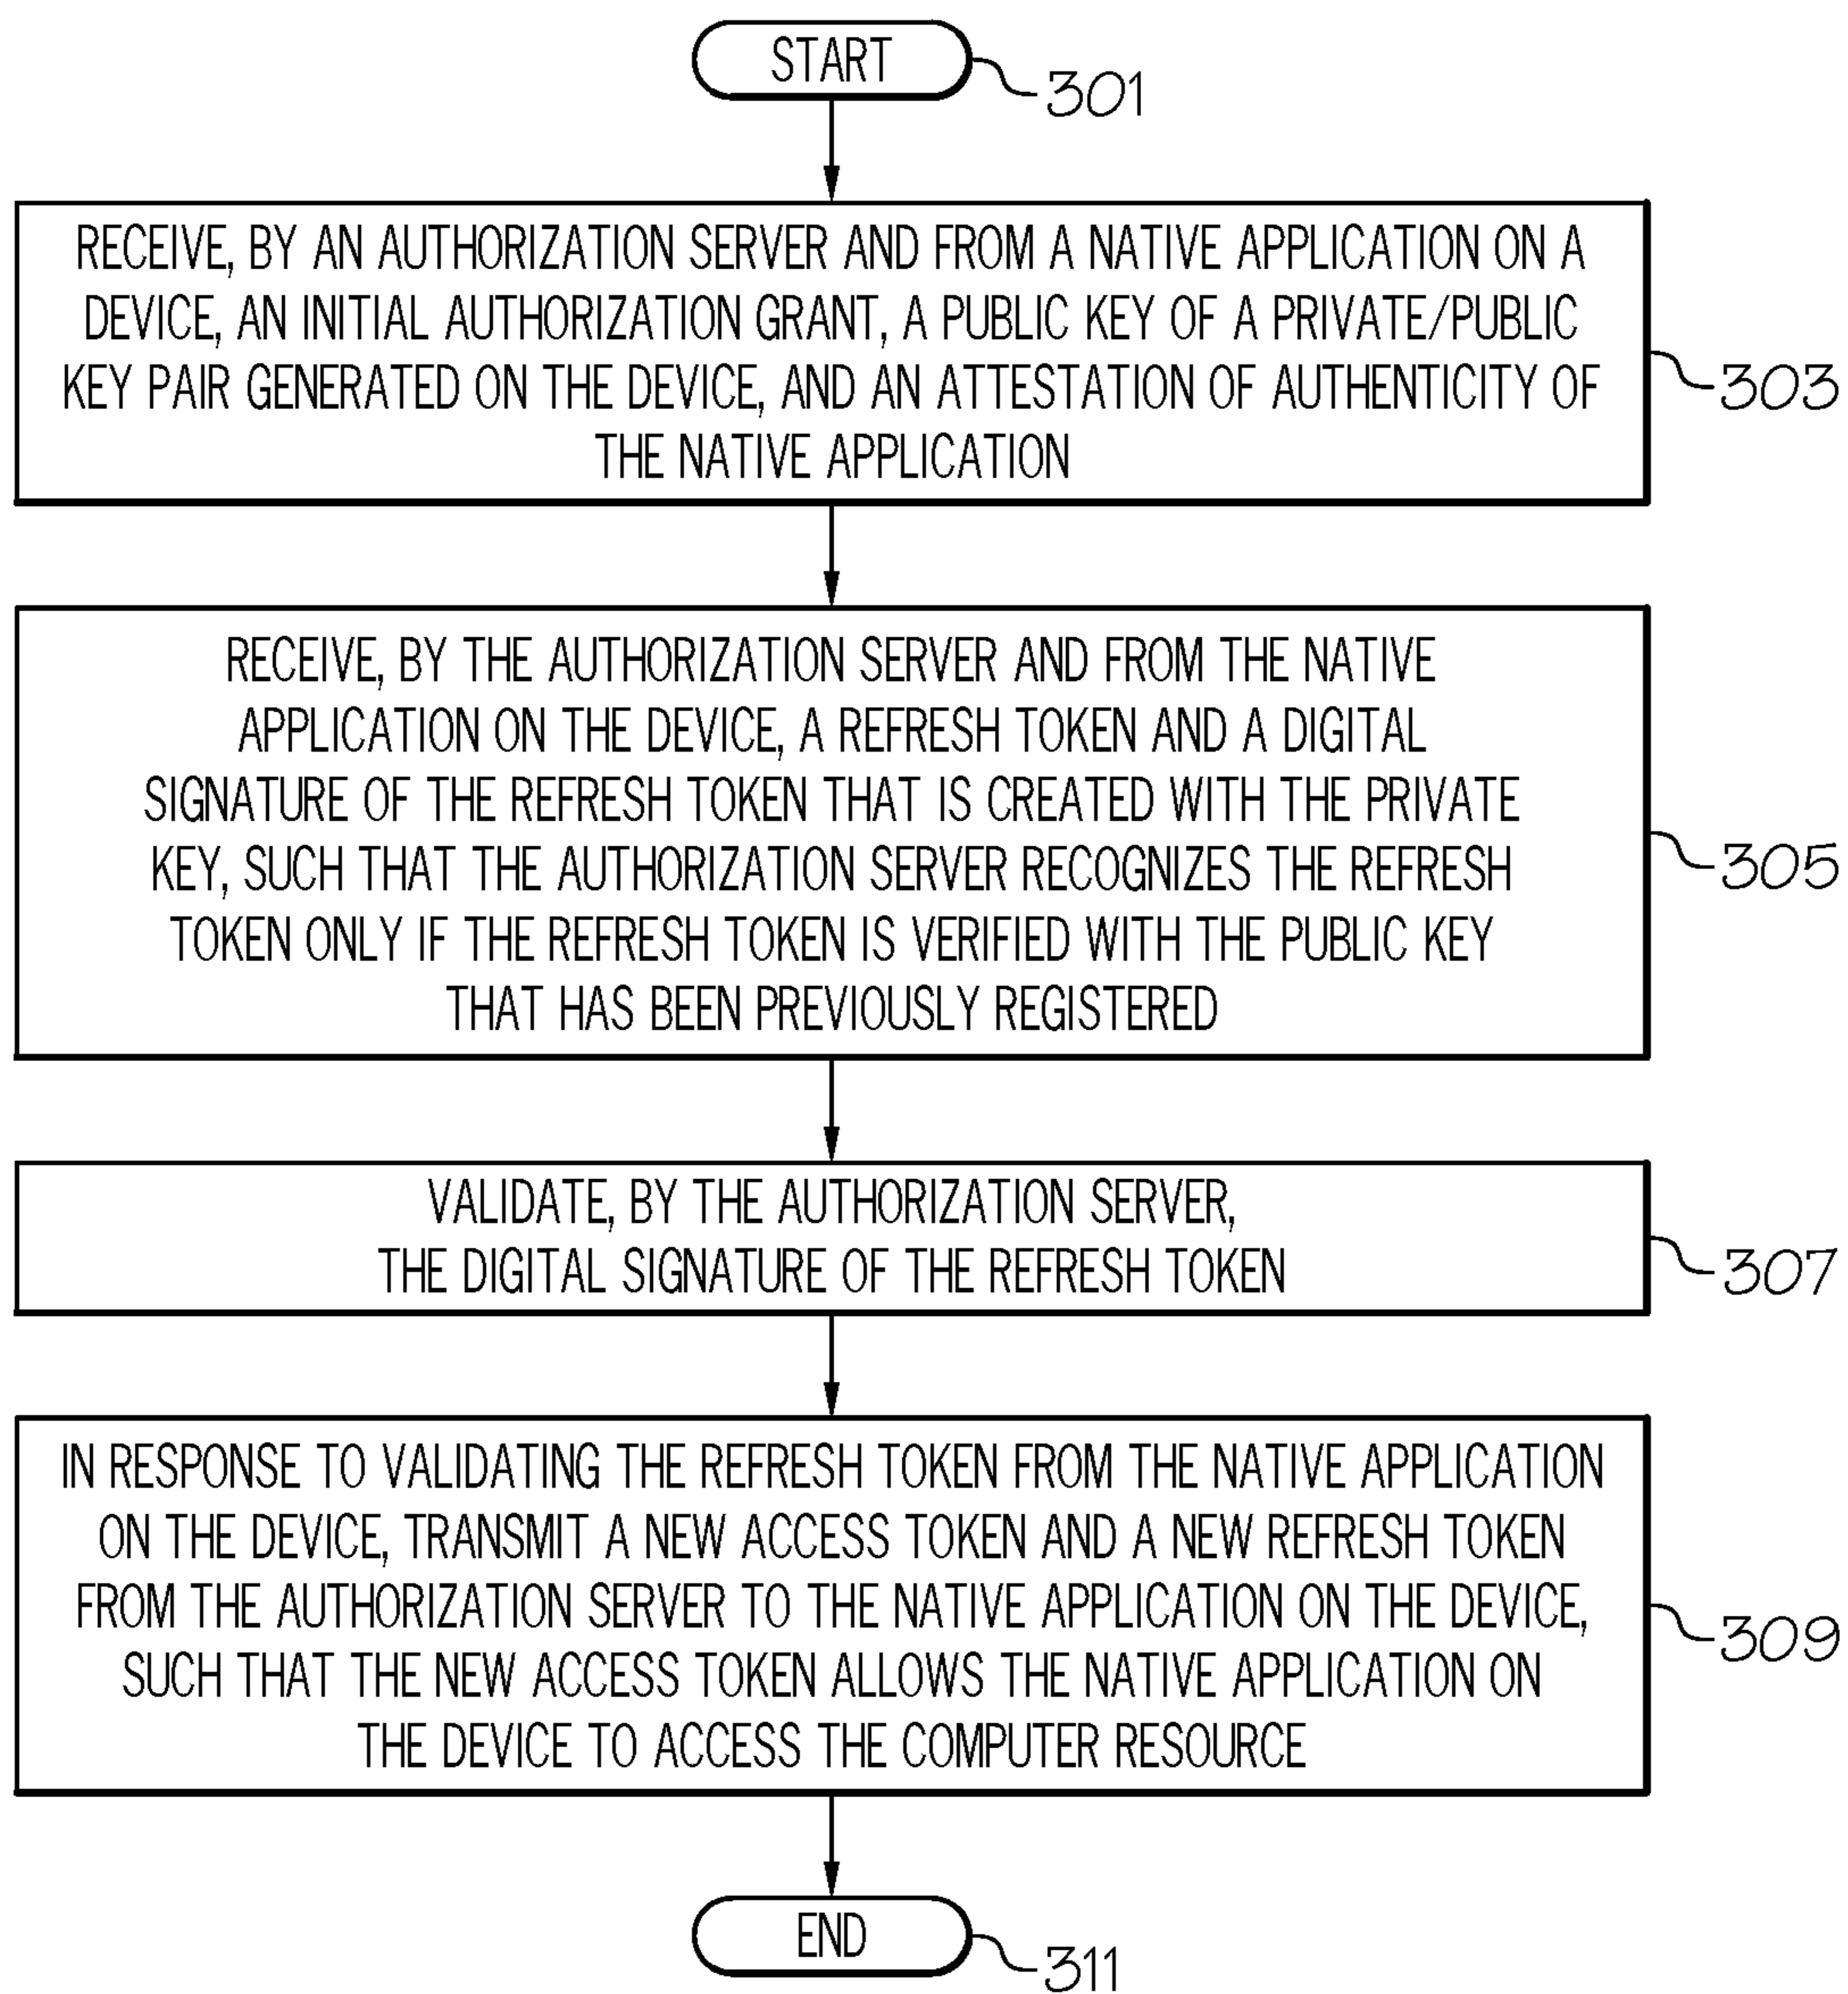 START
301
RECEIVE, BY AN AUTHORIZATION SERVER AND FROM A NATIVE APPLICATION ON A
DEVICE, AN INITIAL AUTHORIZATION GRANT, A PUBLIC KEY OF A PRIVATE/PUBLIC
KEY PAIR GENERATED ON THE DEVICE, AND AN ATTESTATION OF AUTHENTICITY OF
THE NATIVE APPLICATION
303
RECEIVE, BY THE AUTHORIZATION SERVER AND FROM THE NATIVE
APPLICATION ON THE DEVICE, A REFRESH TOKEN AND A DIGITAL
SIGNATURE OF THE REFRESH TOKEN THAT IS CREATED WITH THE PRIVATE
KEY, SUCH THAT THE AUTHORIZATION SERVER RECOGNIZES THE REFRESH
TOKEN ONLY IF THE REFRESH TOKEN IS VERIFIED WITH THE PUBLIC KEY
THAT HAS BEEN PREVIOUSLY REGISTERED
305
VALIDATE, BY THE AUTHORIZATION SERVER,
THE DIGITAL SIGNATURE OF THE REFRESH TOKEN
307
IN RESPONSE TO VALIDATING THE REFRESH TOKEN FROM THE NATIVE APPLICATION
ON THE DEVICE, TRANSMIT A NEW ACCESS TOKEN AND A NEW REFRESH TOKEN
FROM THE AUTHORIZATION SERVER TO THE NATIVE APPLICATION ON THE DEVICE,
SUCH THAT THE NEW ACCESS TOKEN ALLOWS THE NATIVE APPLICATION ON
THE DEVICE TO ACCESS THE COMPUTER RESOURCE
309
END
311